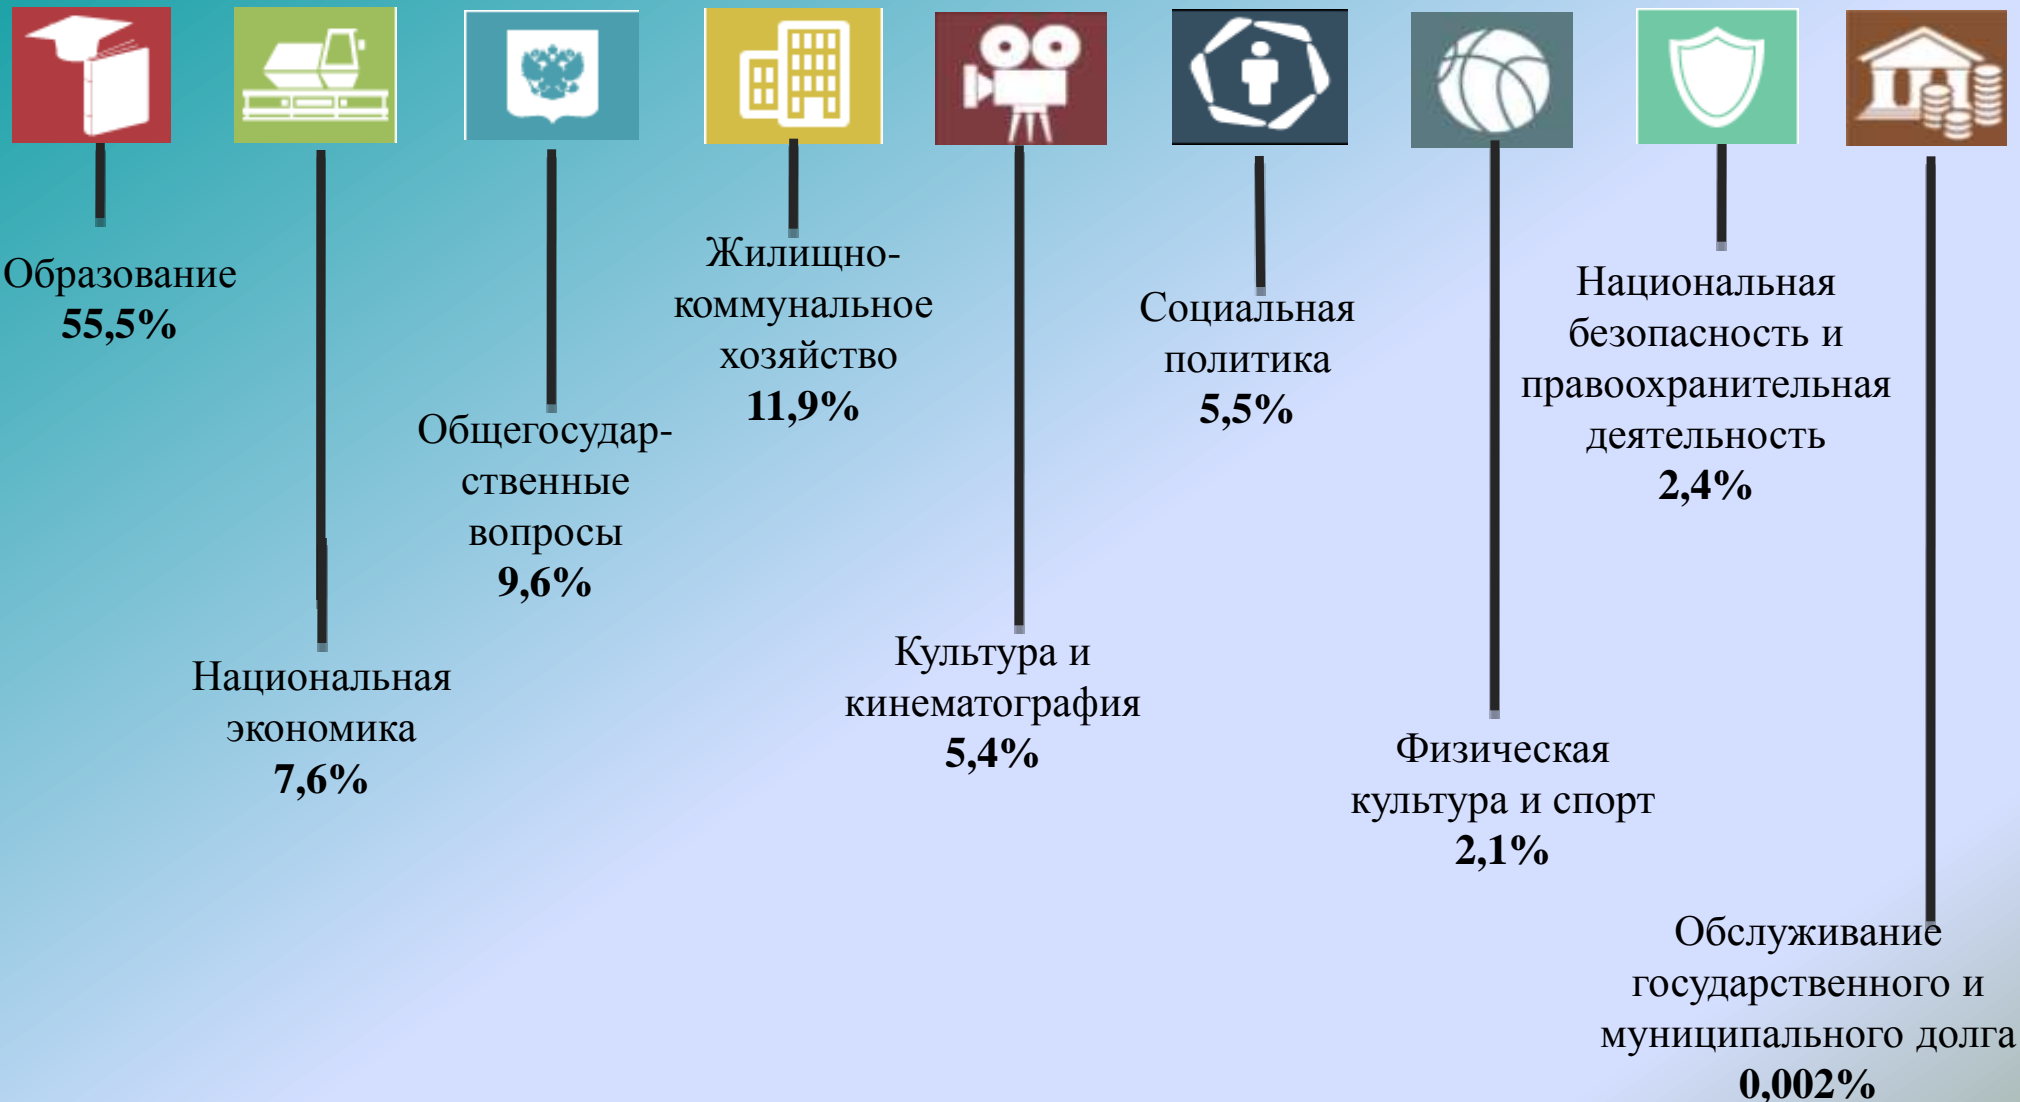 Образование
55,5%
Национальная
экономика
7,6%
Общегосудар-
ственные
вопросы
9,6%
Жилищно-
коммунальное
хозяйство
11,9%
Культура и
кинематография
5,4%
Социальная
политика
5,5%
Физическая
культура и спорт
2,1%
Национальная
безопасность и
правоохранительная
деятельность
2,4%
Обслуживание
государственного и
муниципального долга
0,002%